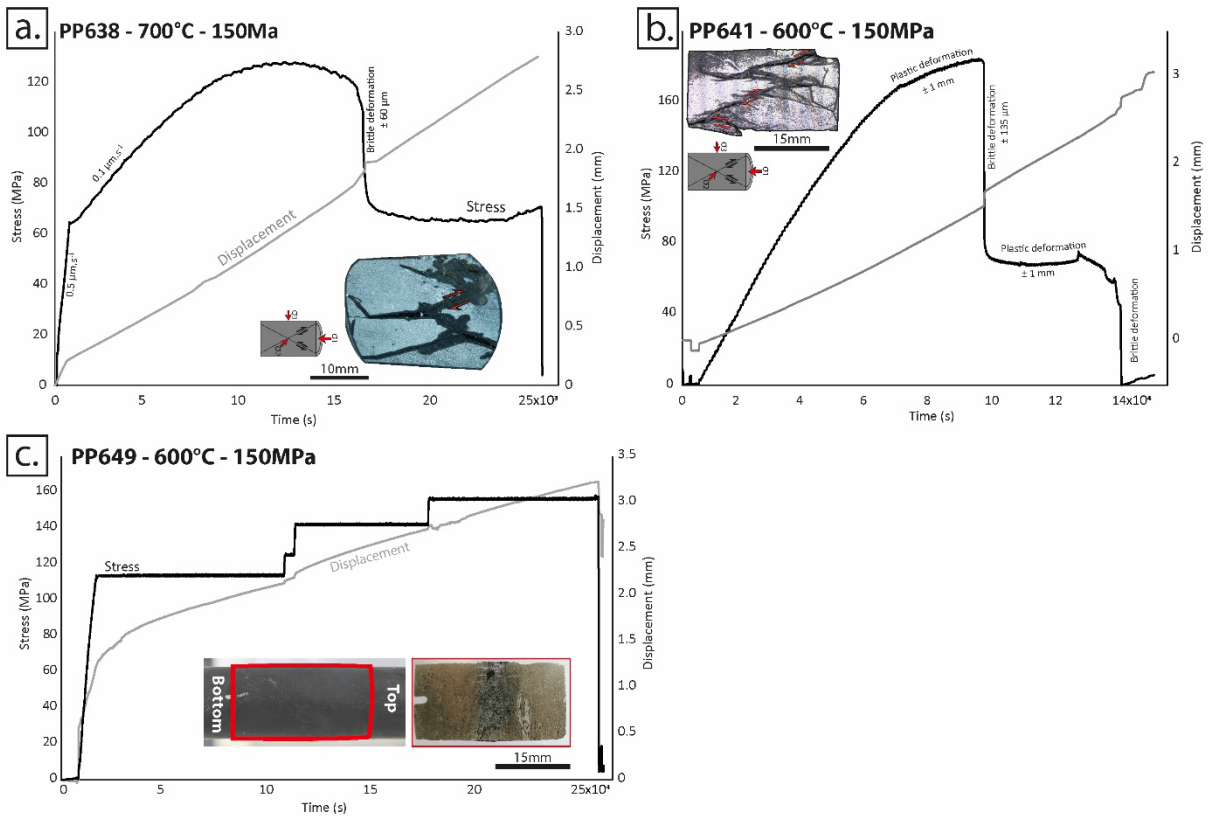 a.
PP638 - 700°C - 150Ma
Stress (MPa)
120
100
80
60
40
20
0
0.5 µm.s⁻¹
0.1 µm.s⁻¹
Displacement
Brittle deformation
± 60 µm
Stress
σ1
10mm
3.0
2.5
2.0
1.5
1.0
0.5
0
Displacement (mm)
0
5
10
15
20
25x10³
Time (s)
b.
PP641 - 600°C - 150MPa
Stress (MPa)
160
120
80
40
0
15mm
σ1
Plastic deformation
± 1 mm
Brittle deformation
± 135 µm
Plastic deformation
± 1 mm
Brittle deformation
3
2
1
0
Displacement (mm)
0
2
4
6
8
10
12
14x10⁴
Time (s)
c.
PP649 - 600°C - 150MPa
Stress (MPa)
160
140
120
100
80
60
40
20
0
Stress
Displacement
Bottom
Top
15mm
3.5
3.0
2.5
2.0
1.5
1.0
0.5
0
Displacement (mm)
0
5
10
15
20
25x10⁴
Time (s)